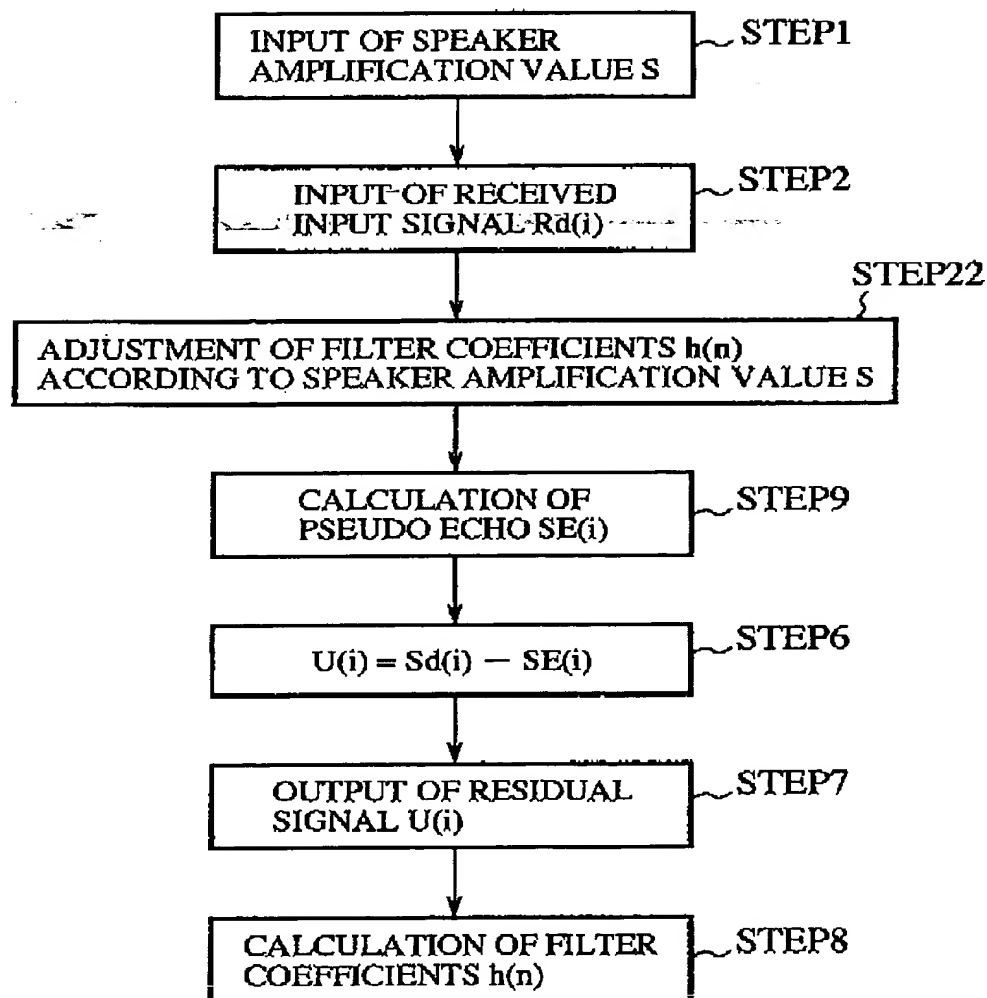 INPUT OF SPEAKER
AMPLIFICATION VALUE S
STEP1
INPUT OF RECEIVED
INPUT SIGNAL Rd(i)
STEP2
STEP22
ADJUSTMENT OF FILTER COEFFICIENTS h(n)
ACCORDING TO SPEAKER AMPLIFICATION VALUE S
CALCULATION OF
PSEUDO ECHO SE(i)
STEP9
U(i) = Sd(i) — SE(i)
STEP6
OUTPUT OF RESIDUAL
SIGNAL U(i)
STEP7
CALCULATION OF FILTER
COEFFICIENTS h(n)
STEP8